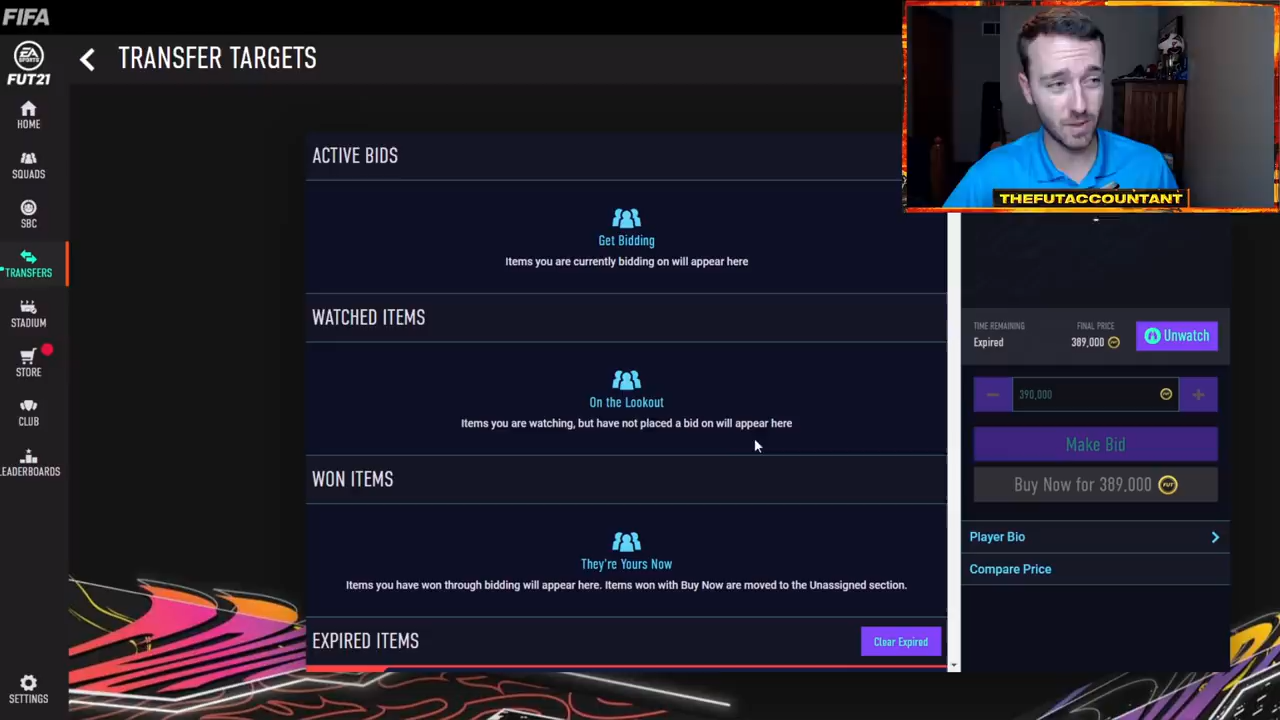 FIFA
EA
SPORTS
FUT21
TRANSFER TARGETS
HOME
SQUADS
SBC
TRANSFERS
STADIUM
STORE
CLUB
LEADERBOARDS
SETTINGS
ACTIVE BIDS
Get Bidding
Items you are currently bidding on will appear here
WATCHED ITEMS
On the Lookout
Items you are watching, but have not placed a bid on will appear here
WON ITEMS
They're Yours Now
Items you have won through bidding will appear here. Items won with Buy Now are moved to the Unassigned section.
EXPIRED ITEMS
Clear Expired
THEFUTACCOUNTANT
TIME REMAINING
Expired
FINAL PRICE
389,000
Unwatch
390,000
Make Bid
Buy Now for 389,000 FUT
Player Bio
Compare Price